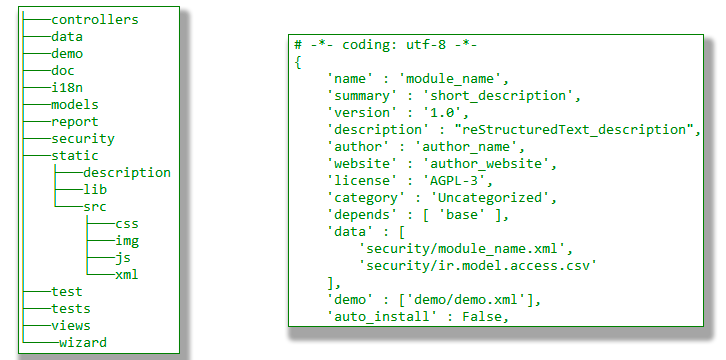 controllers
data
demo
doc
i18n
models
report
security
static
description
lib
src
css
img
js
xml
test
tests
views
wizard
# -*- coding: utf-8 -*-
{
'name' : 'module_name',
'summary' : 'short_description',
'version' : '1.0',
'description' : "reStructuredText_description",
'author' : 'author_name',
'website' : 'author_website',
'license' : 'AGPL-3',
'category' : 'Uncategorized',
'depends' : [ 'base' ],
'data' : [
'security/module_name.xml',
'security/ir.model.access.csv'
],
'demo' : ['demo/demo.xml'],
'auto_install' : False,